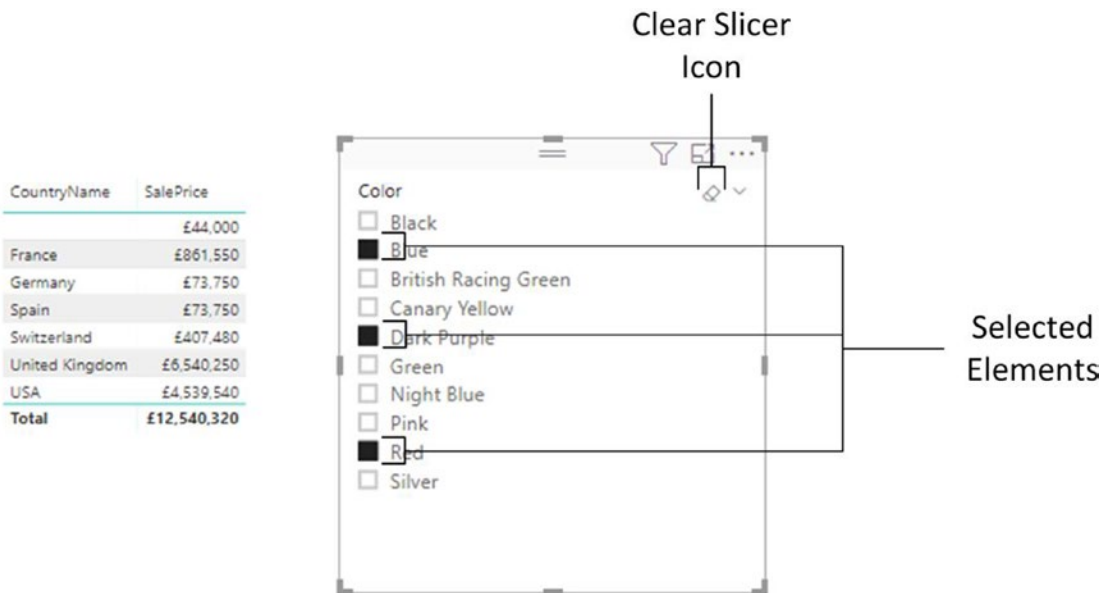 Clear Slicer
Icon
CountryName SalePrice
£44,000
France £861,550
Germany £73,750
Spain £73,750
Switzerland £407,480
United Kingdom £6,540,250
USA £4,539,540
Total £12,540,320
Color
Black
Blue
British Racing Green
Canary Yellow
Dark Purple
Green
Night Blue
Pink
Red
Silver
Selected
Elements